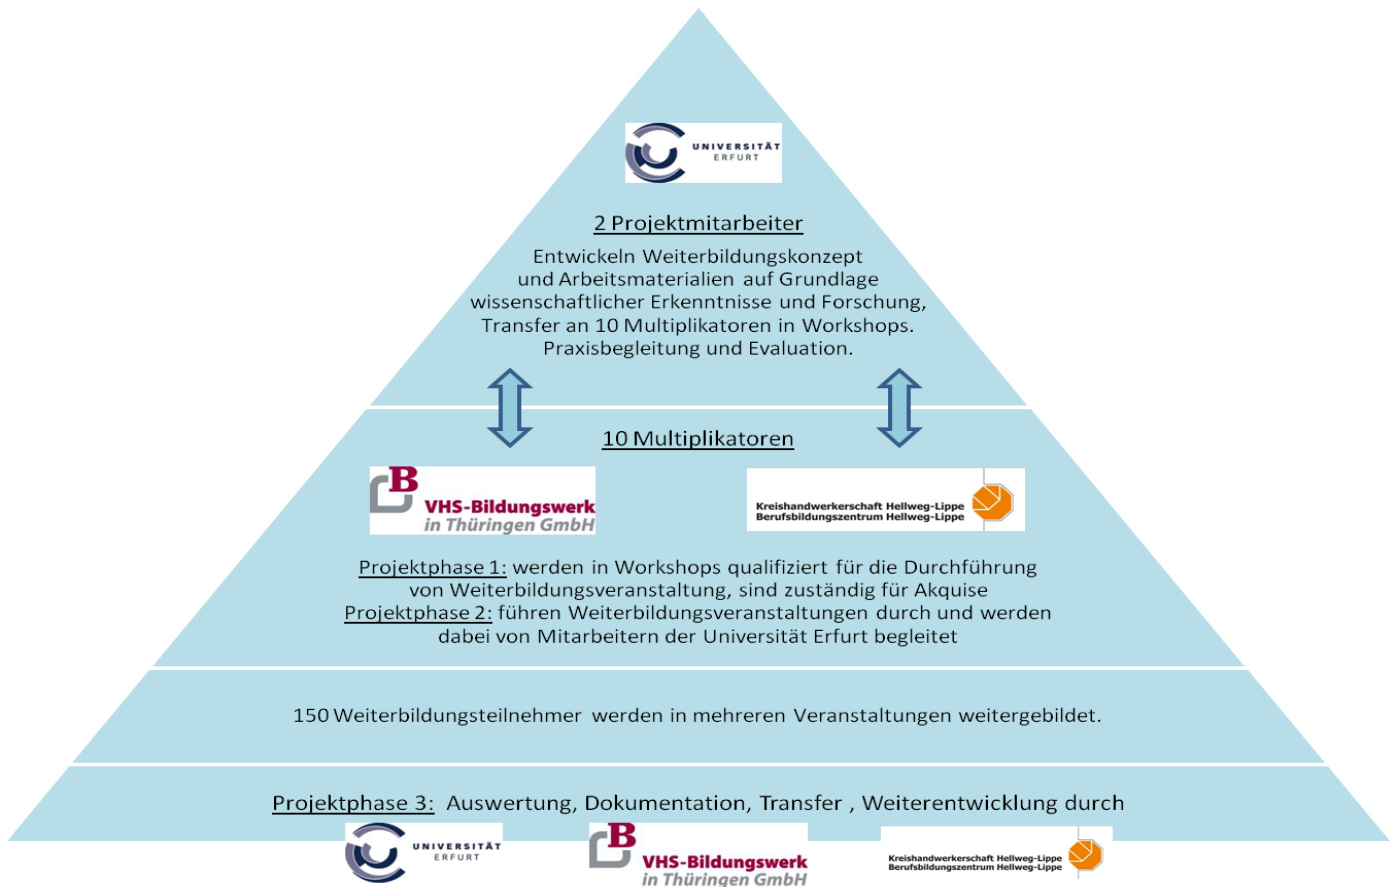 UNIVERSITÄT
ERFURT
2 Projektmitarbeiter
Entwickeln Weiterbildungskonzept
und Arbeitsmaterialien auf Grundlage
wissenschaftlicher Erkenntnisse und Forschung,
Transfer an 10 Multiplikatoren in Workshops.
Praxisbegleitung und Evaluation.
10 Multiplikatoren
B
VHS-Bildungswerk
in Thüringen GmbH
Kreishandwerkerschaft Hellweg-Lippe
Berufsbildungszentrum Hellweg-Lippe
Projektphase 1: werden in Workshops qualifiziert für die Durchführung
von Weiterbildungsveranstaltung, sind zuständig für Akquise
Projektphase 2: führen Weiterbildungsveranstaltungen durch und werden
dabei von Mitarbeitern der Universität Erfurt begleitet
150 Weiterbildungsteilnehmer werden in mehreren Veranstaltungen weitergebildet.
Projektphase 3: Auswertung, Dokumentation, Transfer , Weiterentwicklung durch
UNIVERSITÄT
ERFURT
B
VHS-Bildungswerk
in Thüringen GmbH
Kreishandwerkerschaft Hellweg-Lippe
Berufsbildungszentrum Hellweg-Lippe